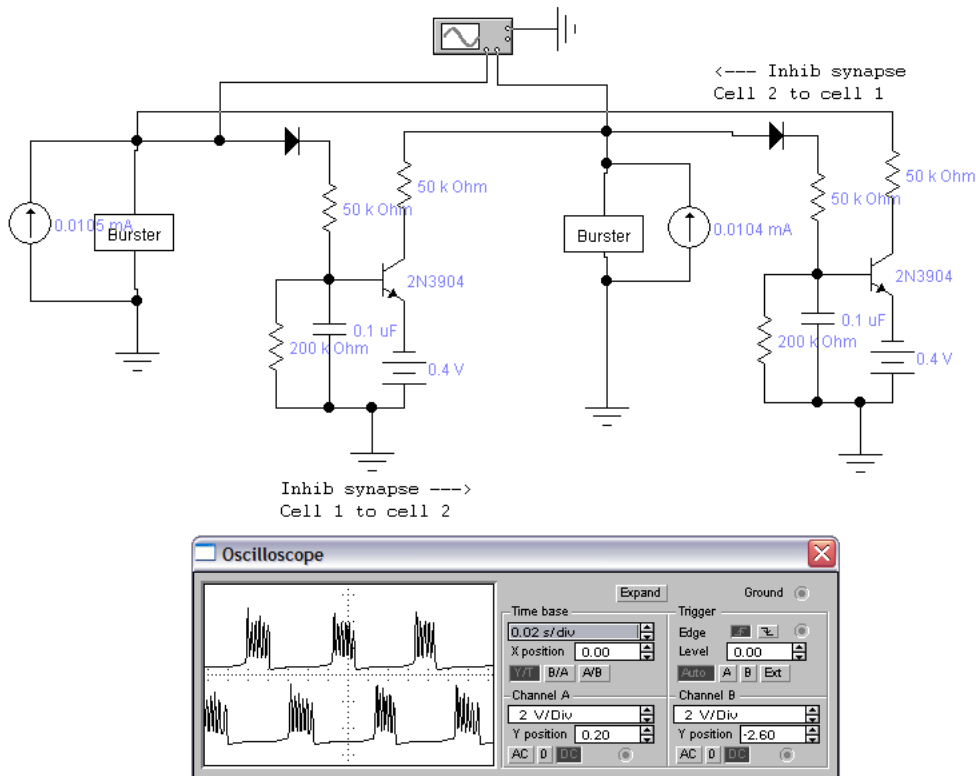 <--- Inhib synapse
Cell 2 to cell 1
50 k Ohm
50 k Ohm
50 k Ohm
50 k Ohm
0.0105 mA
Burster
Burster
0.0104 mA
2N3904
2N3904
0.1 uF
200 k Ohm
0.4 V
0.1 uF
200 k Ohm
0.4 V
Inhib synapse --->
Cell 1 to cell 2
Oscilloscope
Expand
Ground
Time base
0.02 s/div
X position 0.00
Y/T B/A A/B
Trigger
Edge
Level 0.00
Auto A B Ext
Channel A
2 V/Div
Y position 0.20
AC 0 DC
Channel B
2 V/Div
Y position -2.60
AC 0 DC